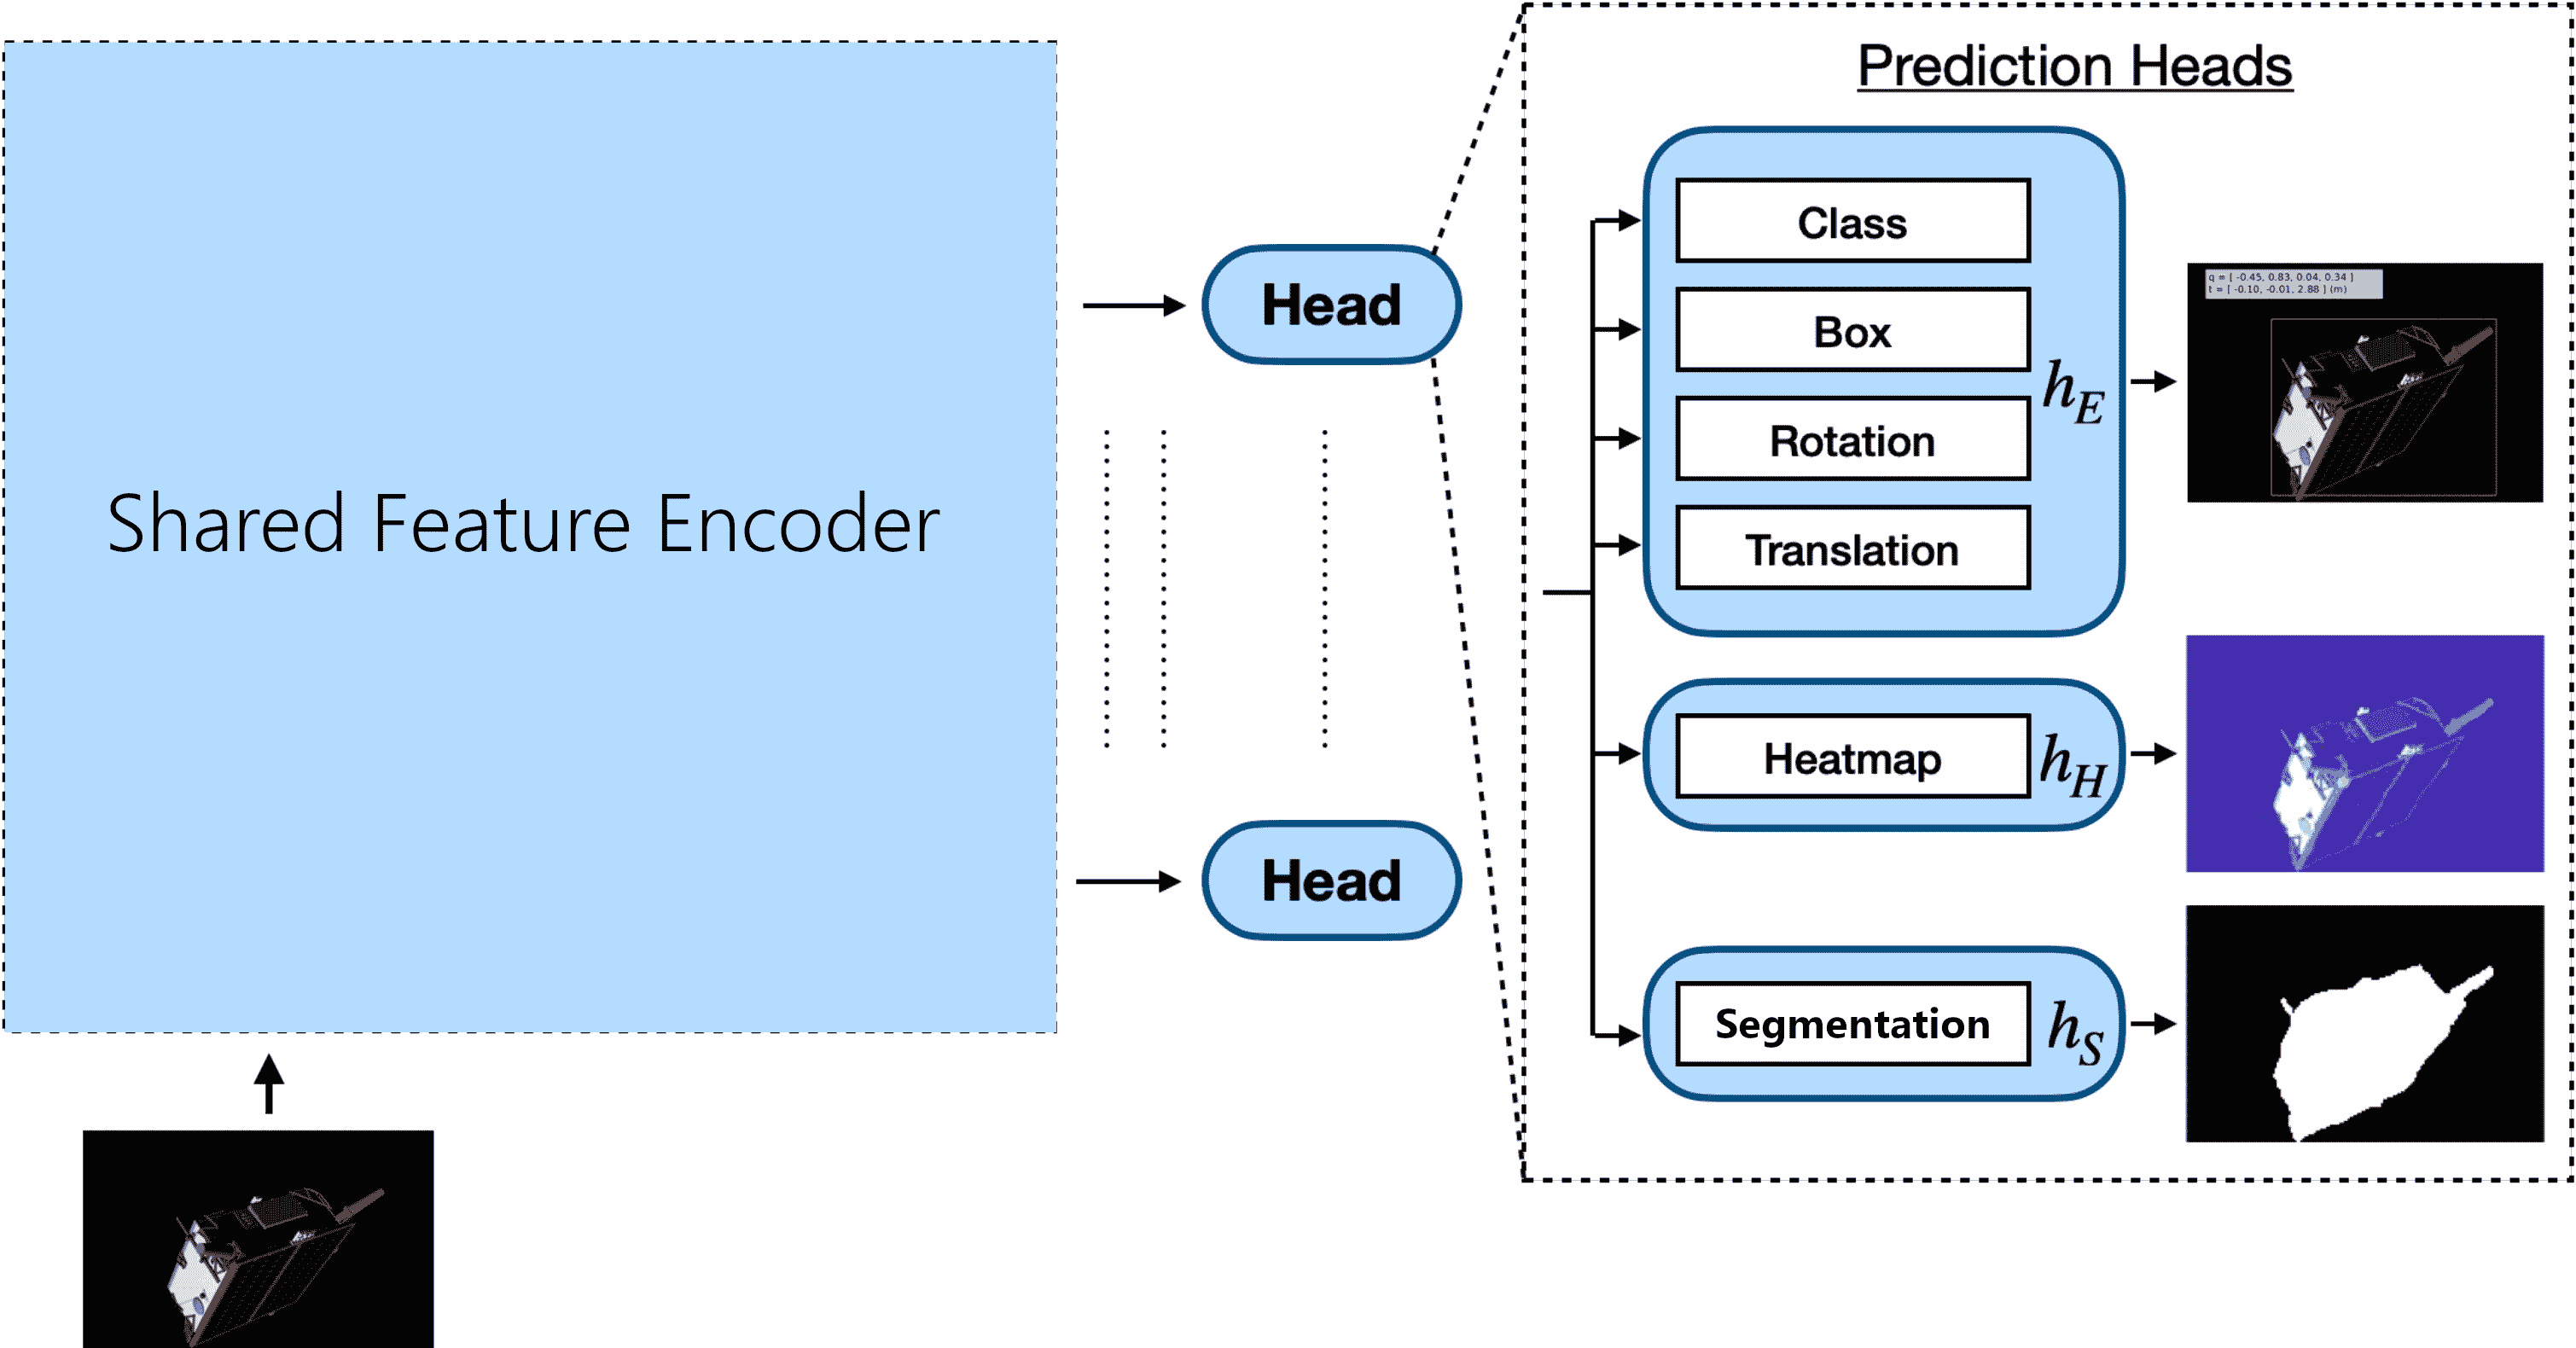 Shared Feature Encoder
Head
Head
Prediction Heads
Class
Box
Rotation
Translation
h_E
q = [ -0.45, 0.83, 0.04, 0.34 ]
t = [ -0.10, -0.01, 2.88 ] (m)
Heatmap
h_H
Segmentation
h_S